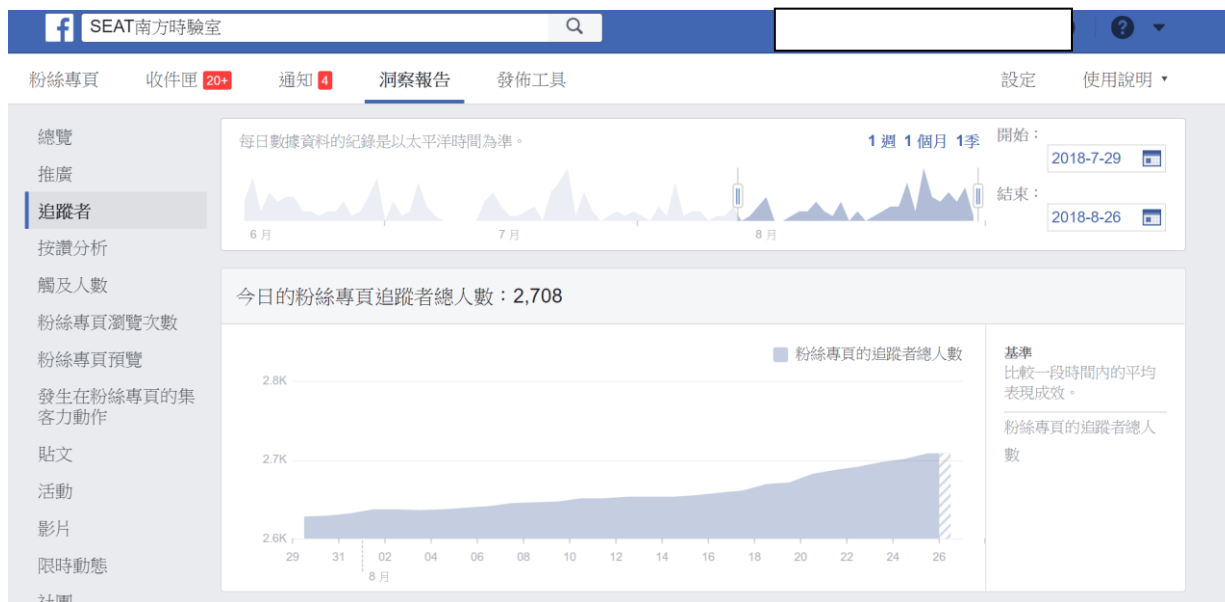 SEAT南方時驗室
粉絲專頁 收件匣 20+ 通知 4 洞察報告 發佈工具 設定 使用說明
總覽
推廣
追蹤者
按讚分析
觸及人數
粉絲專頁瀏覽次數
粉絲專頁預覽
發生在粉絲專頁的集
客力動作
貼文
活動
影片
限時動態
社團
每日數據資料的紀錄是以太平洋時間為準。
1 週 1 個月 1季
開始：
2018-7-29
結束：
2018-8-26
6 月 7 月 8 月
今日的粉絲專頁追蹤者總人數：2,708
粉絲專頁的追蹤者總人數
2.8K
2.7K
2.6K
29 31 02 04 06 08 10 12 14 16 18 20 22 24 26
8 月
基準
比較一段時間內的平均
表現成效。
粉絲專頁的追蹤者總人
數